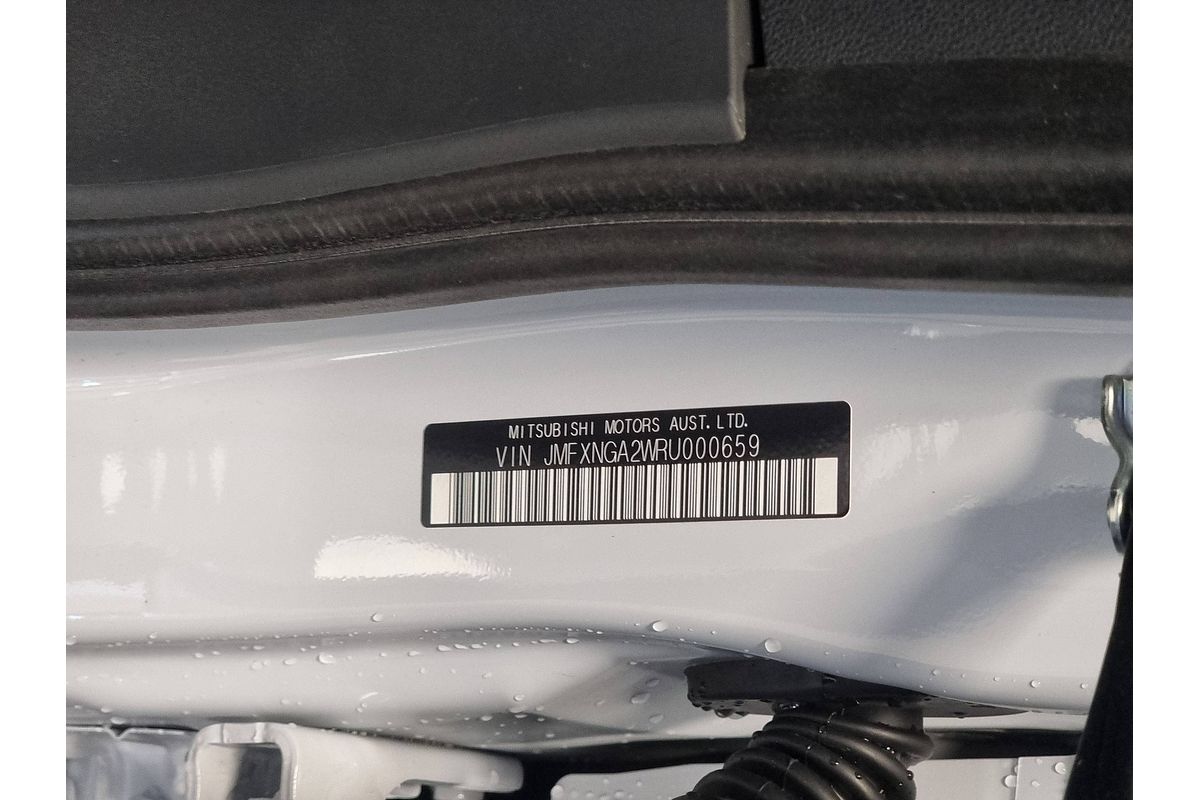 MITSUBISHI MOTORS AUST. LTD.
VIN JMFXNGA2WRU000659